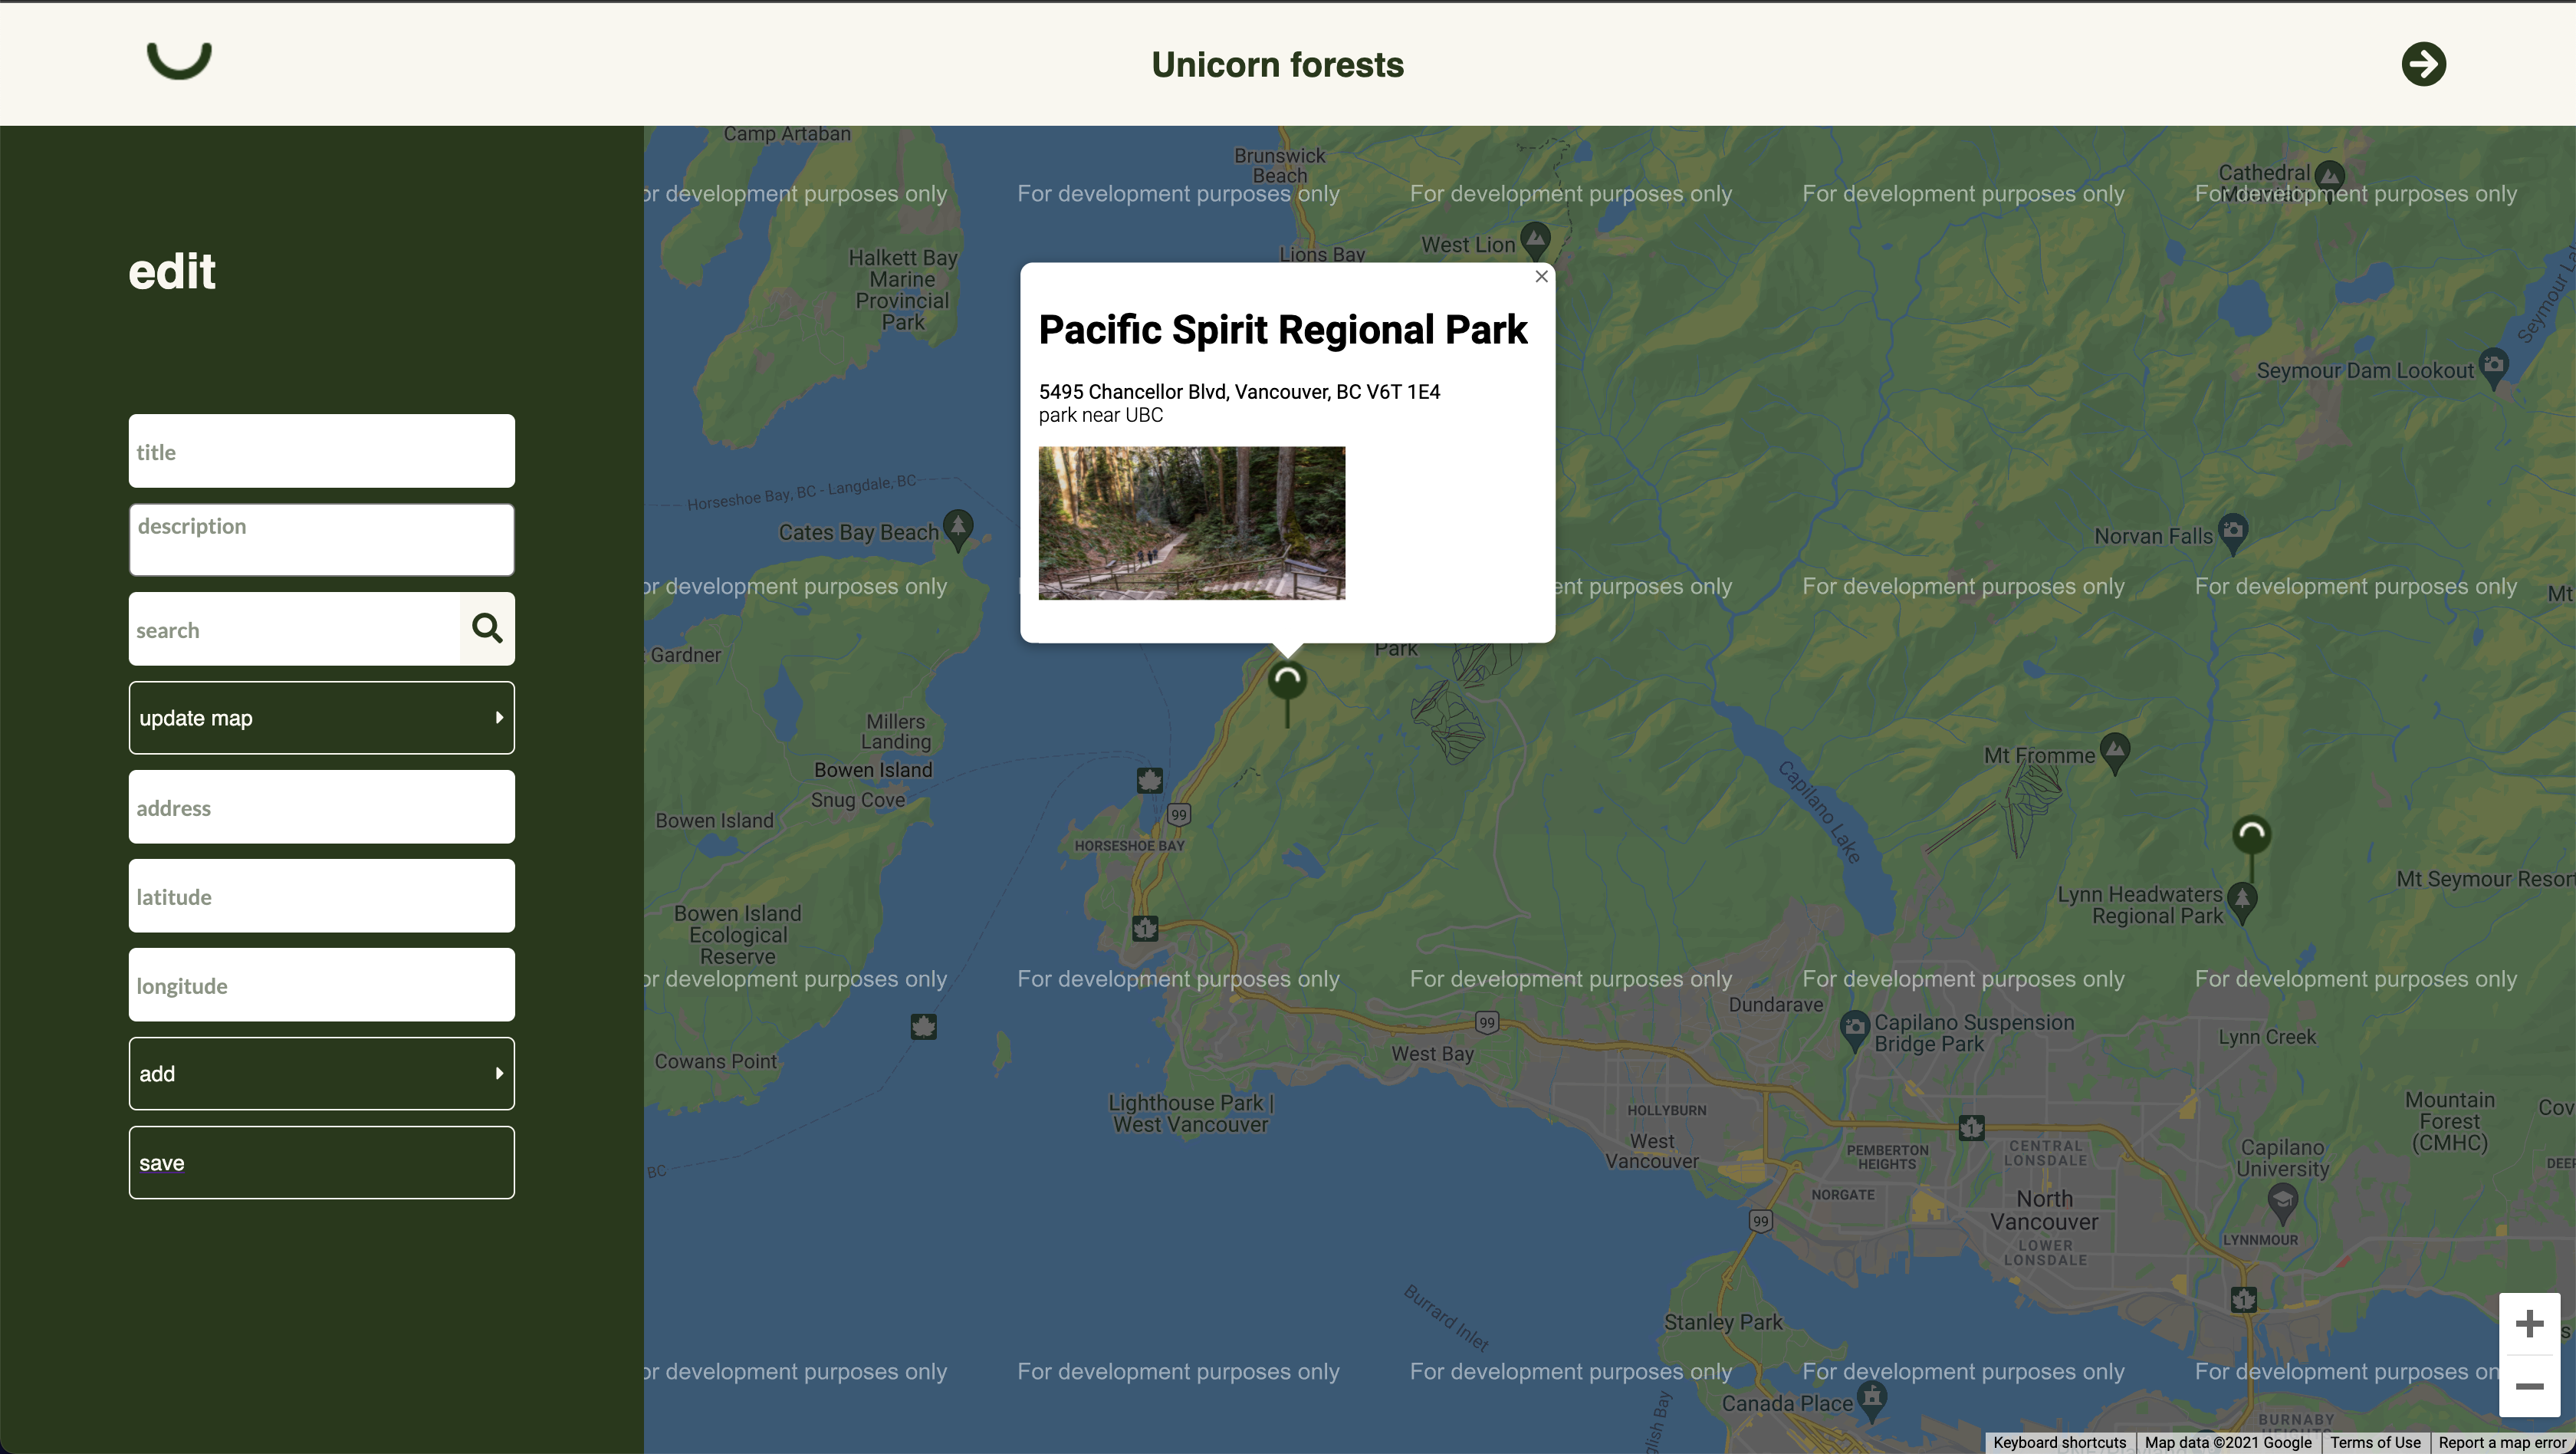 Unicorn forests
edit
title
description
search
update map
address
latitude
longitude
add
save
Camp Artaban
Brunswick
Beach
Cathedral
or development purposes only
For development purposes only
For development purposes only
For development purposes only
For development purposes only
Halkett Bay
Marine
Provincial
Park
Lions Bay
West Lion
Seymour Dam Lookout
Pacific Spirit Regional Park
5495 Chancellor Blvd, Vancouver, BC V6T 1E4
park near UBC
Horseshoe Bay, BC - Langdale, BC
Cates Bay Beach
Norvan Falls
or development purposes only
ent purposes only
For development purposes only
For development purposes only
Mt
Gardner
Park
Millers
Landing
Bowen Island
Snug Cove
Bowen Island
99
HORSESHOE BAY
Mt Fromme
Capilano Lake
Lynn Headwaters
Regional Park
Mt Seymour Resort
Bowen Island
Ecological
Reserve
1
or development purposes only
For development purposes only
For development purposes only
For development purposes only
For development purposes only
Dundarave
99
Capilano Suspension
Bridge Park
Lynn Creek
Cowans Point
West Bay
Lighthouse Park |
West Vancouver
HOLLYBURN
West
Vancouver
1
PEMBERTON
HEIGHTS
CENTRAL
LONSDALE
Mountain
Forest
(CMHC)
Cov
Capilano
University
DEEP
BC
NORGATE
North
Vancouver
99
LOWER
LONSDALE
LYNNMOUR
1
Burrard Inlet
Stanley Park
or development purposes only
For development purposes only
For development purposes only
For development purposes only
For development purposes on
Canada Place
glish Bay
BURNABY
Keyboard shortcuts
Map data ©2021 Google
Terms of Use
Report a map error